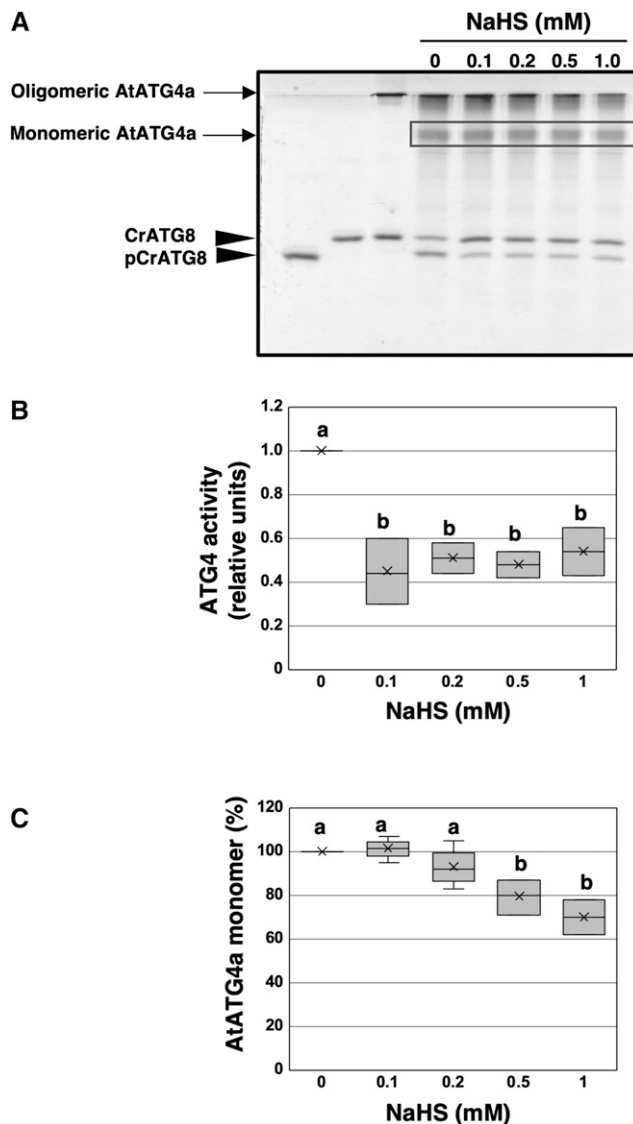 A
NaHS (mM)
0 0.1 0.2 0.5 1.0
Oligomeric AtATG4a
Monomeric AtATG4a
CrATG8
pCrATG8
B
ATG4 activity
(relative units)
1.2
1.0
0.8
0.6
0.4
0.2
0
a
b
b
b
b
0 0.1 0.2 0.5 1
NaHS (mM)
C
AtATG4a monomer (%)
120
100
80
60
40
20
0
a
a
a
b
b
0 0.1 0.2 0.5 1
NaHS (mM)